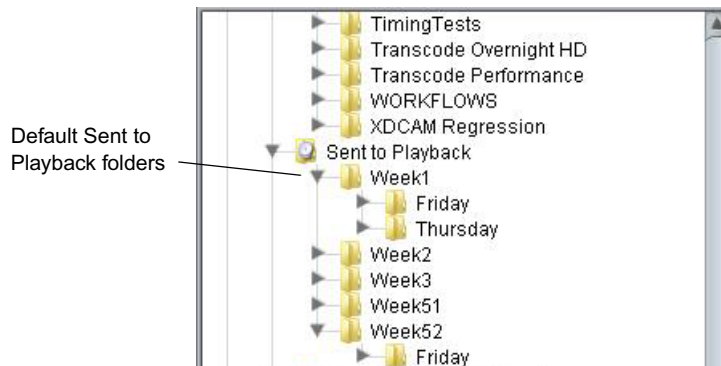 TimingTests
Transcode Overnight HD
Transcode Performance
WORKFLOWS
XDCAM Regression
Default Sent to
Playback folders
Sent to Playback
Week1
Friday
Thursday
Week2
Week3
Week51
Week52
Friday